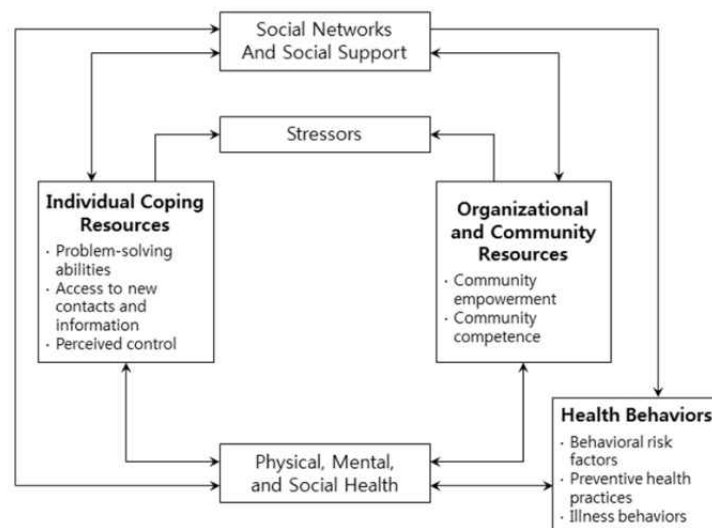 Social Networks
And Social Support
Stressors
Individual Coping
Resources
· Problem-solving
abilities
· Access to new
contacts and
information
· Perceived control
Organizational
and Community
Resources
· Community
empowerment
· Community
competence
Physical, Mental,
and Social Health
Health Behaviors
· Behavioral risk
factors
· Preventive health
practices
· Illness behaviors